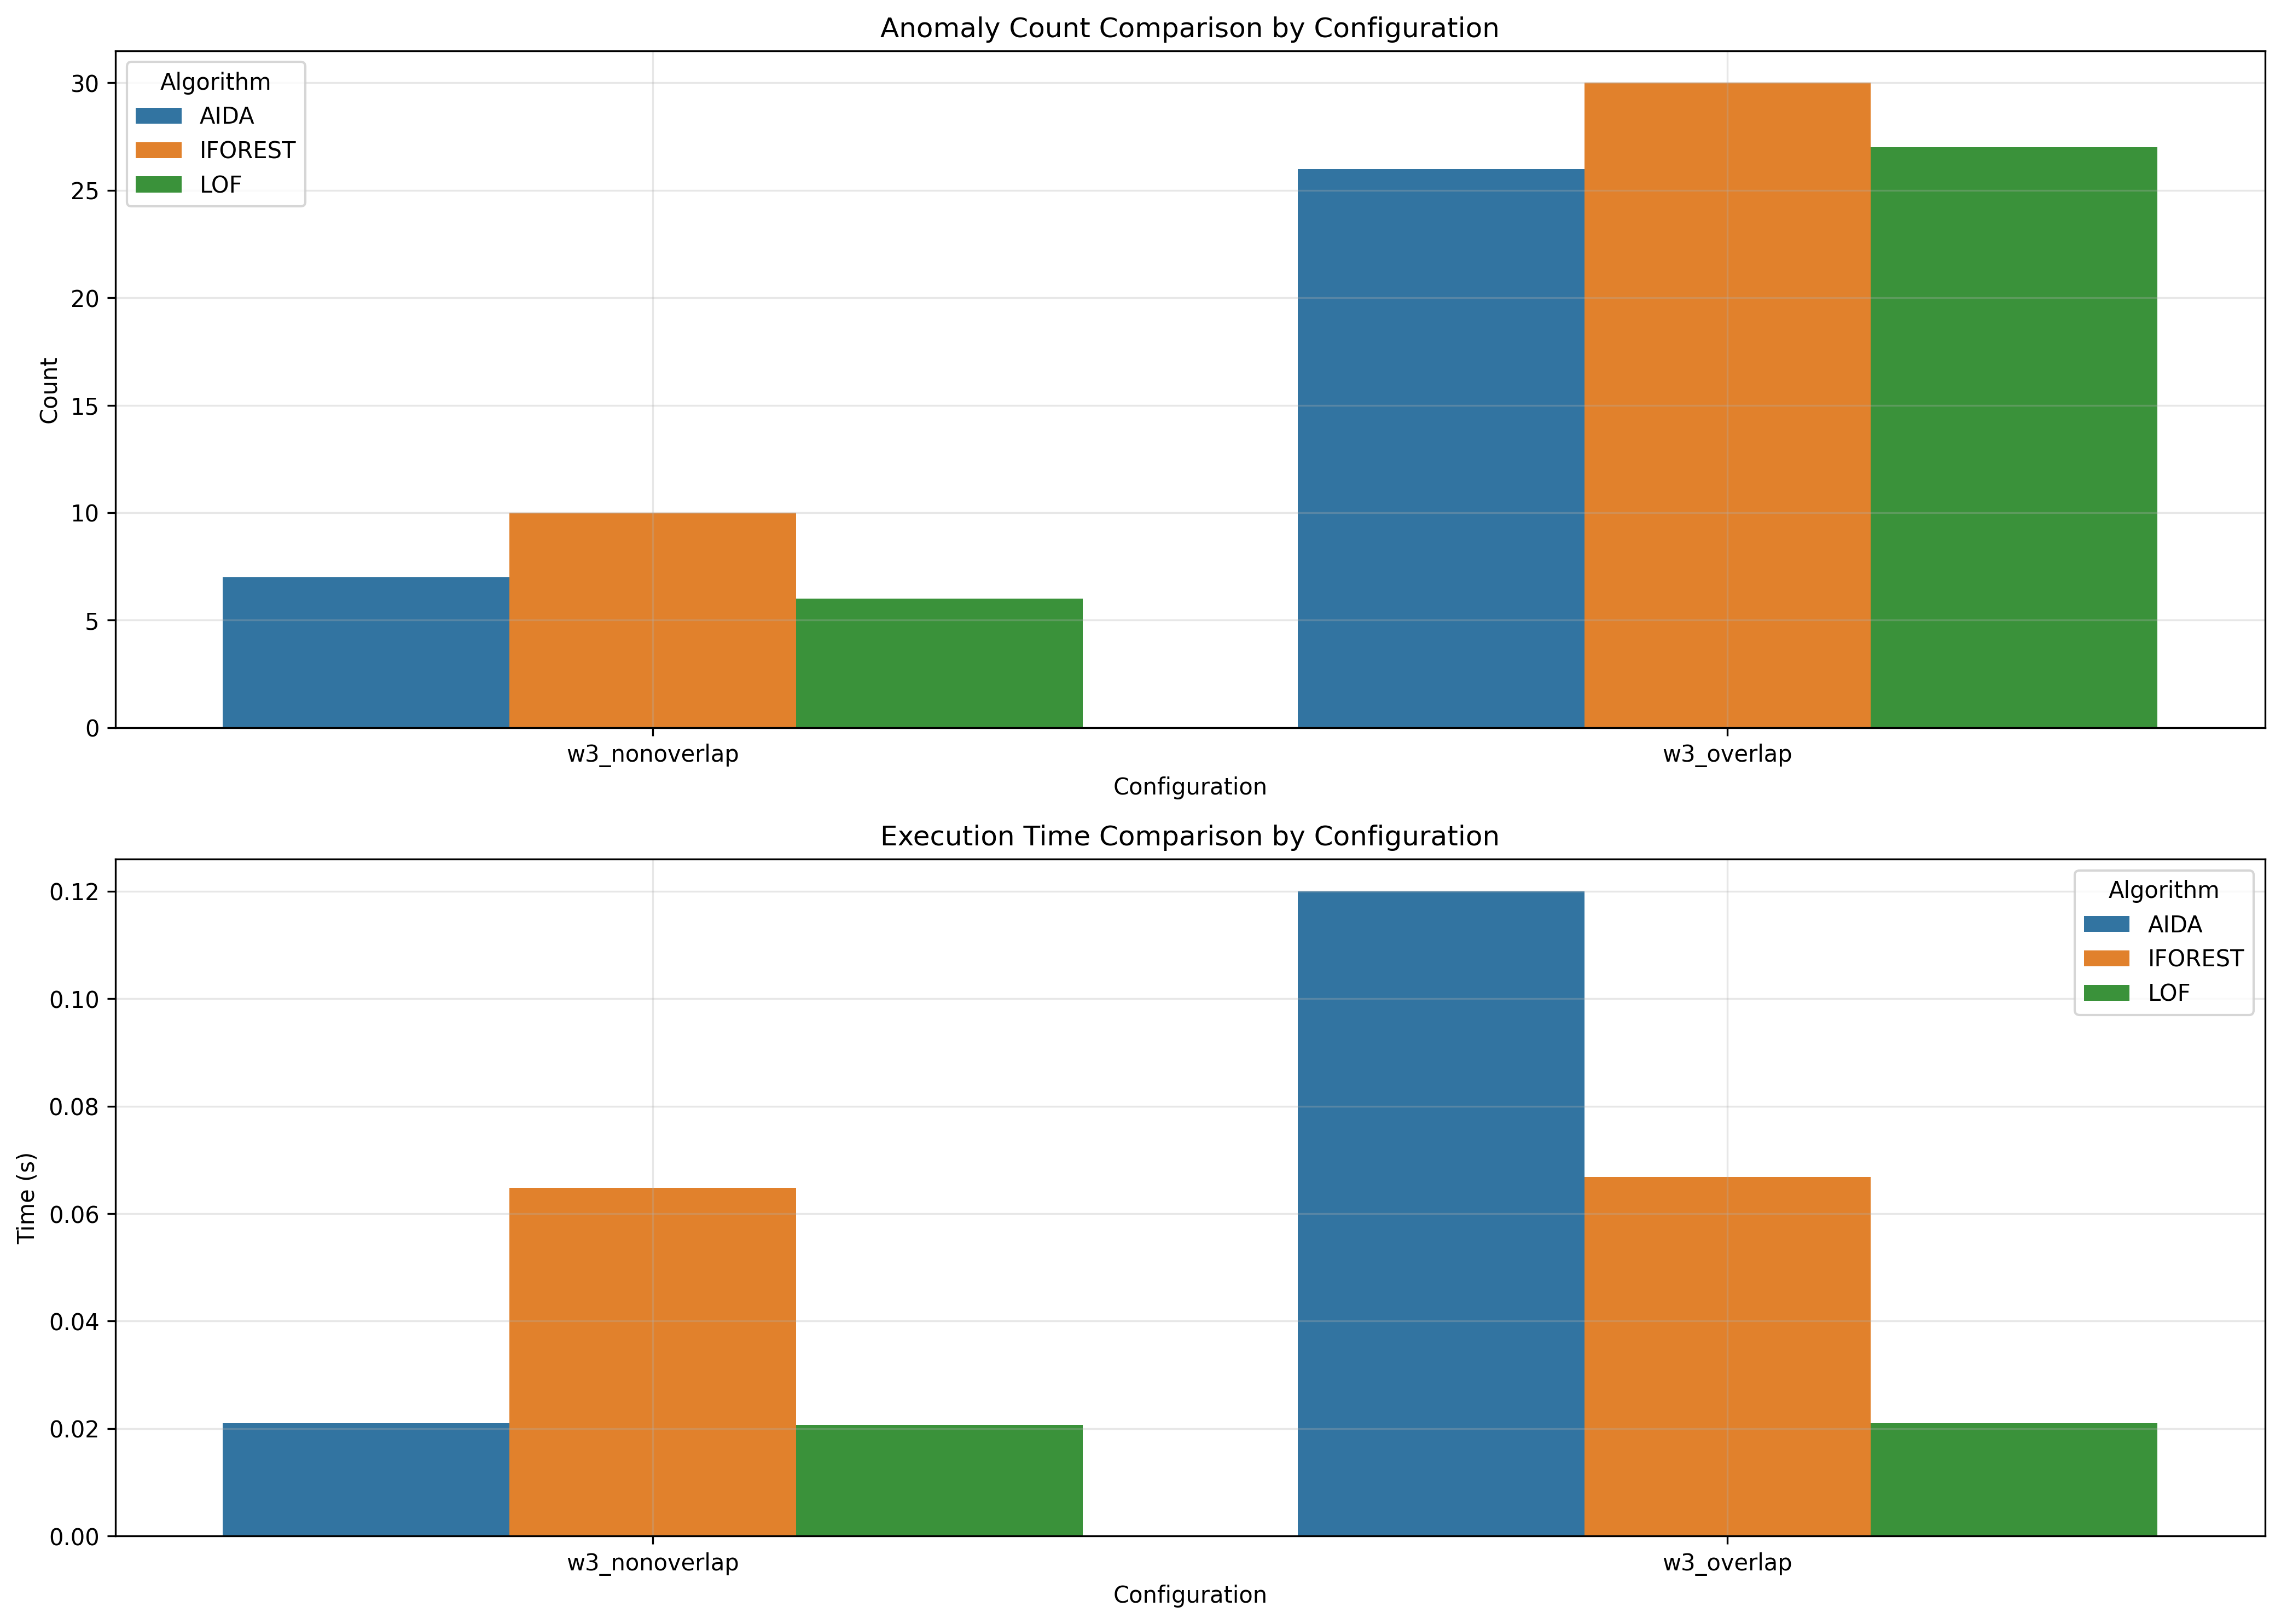 Anomaly Count Comparison by Configuration
Algorithm
AIDA
IFOREST
LOF
30
25
20
15
10
5
0
Count
w3_nonoverlap
w3_overlap
Configuration
Execution Time Comparison by Configuration
Algorithm
AIDA
IFOREST
LOF
0.12
0.10
0.08
0.06
0.04
0.02
0.00
Time (s)
w3_nonoverlap
w3_overlap
Configuration